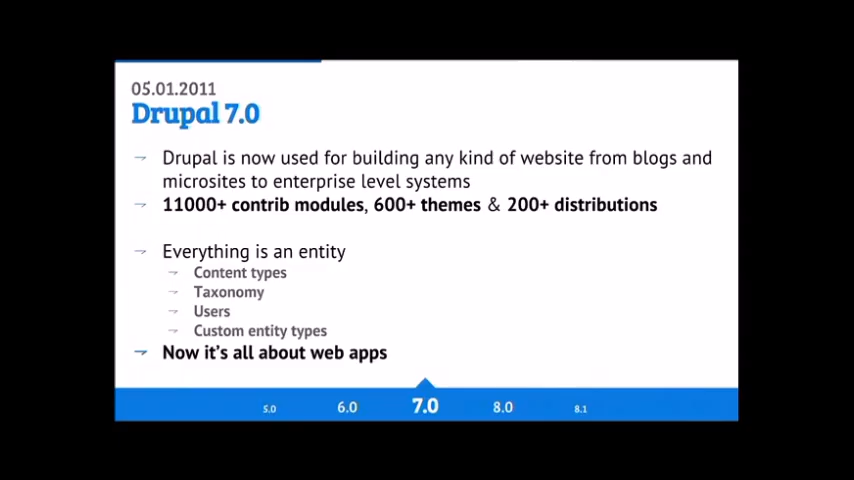 05.01.2011
Drupal 7.0
→ Drupal is now used for building any kind of website from blogs and
microsites to enterprise level systems
→ 11000+ contrib modules, 600+ themes & 200+ distributions
→ Everything is an entity
→ Content types
→ Taxonomy
→ Users
→ Custom entity types
→ Now it's all about web apps
5.0 6.0 7.0 8.0 8.1